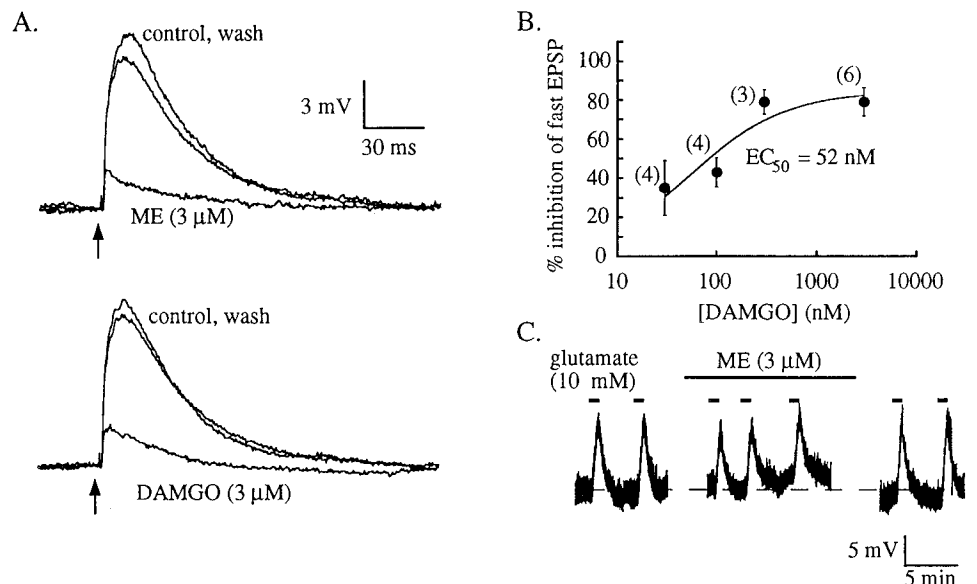 A.
control, wash
3 mV
30 ms
ME (3 µM)
control, wash
DAMGO (3 µM)
B.
% inhibition of fast EPSP
100
80
60
40
20
0
(4)
(4)
(3)
(6)
EC50 = 52 nM
10
100
1000
10000
[DAMGO] (nM)
C.
glutamate
(10 mM)
ME (3 µM)
5 mV
5 min